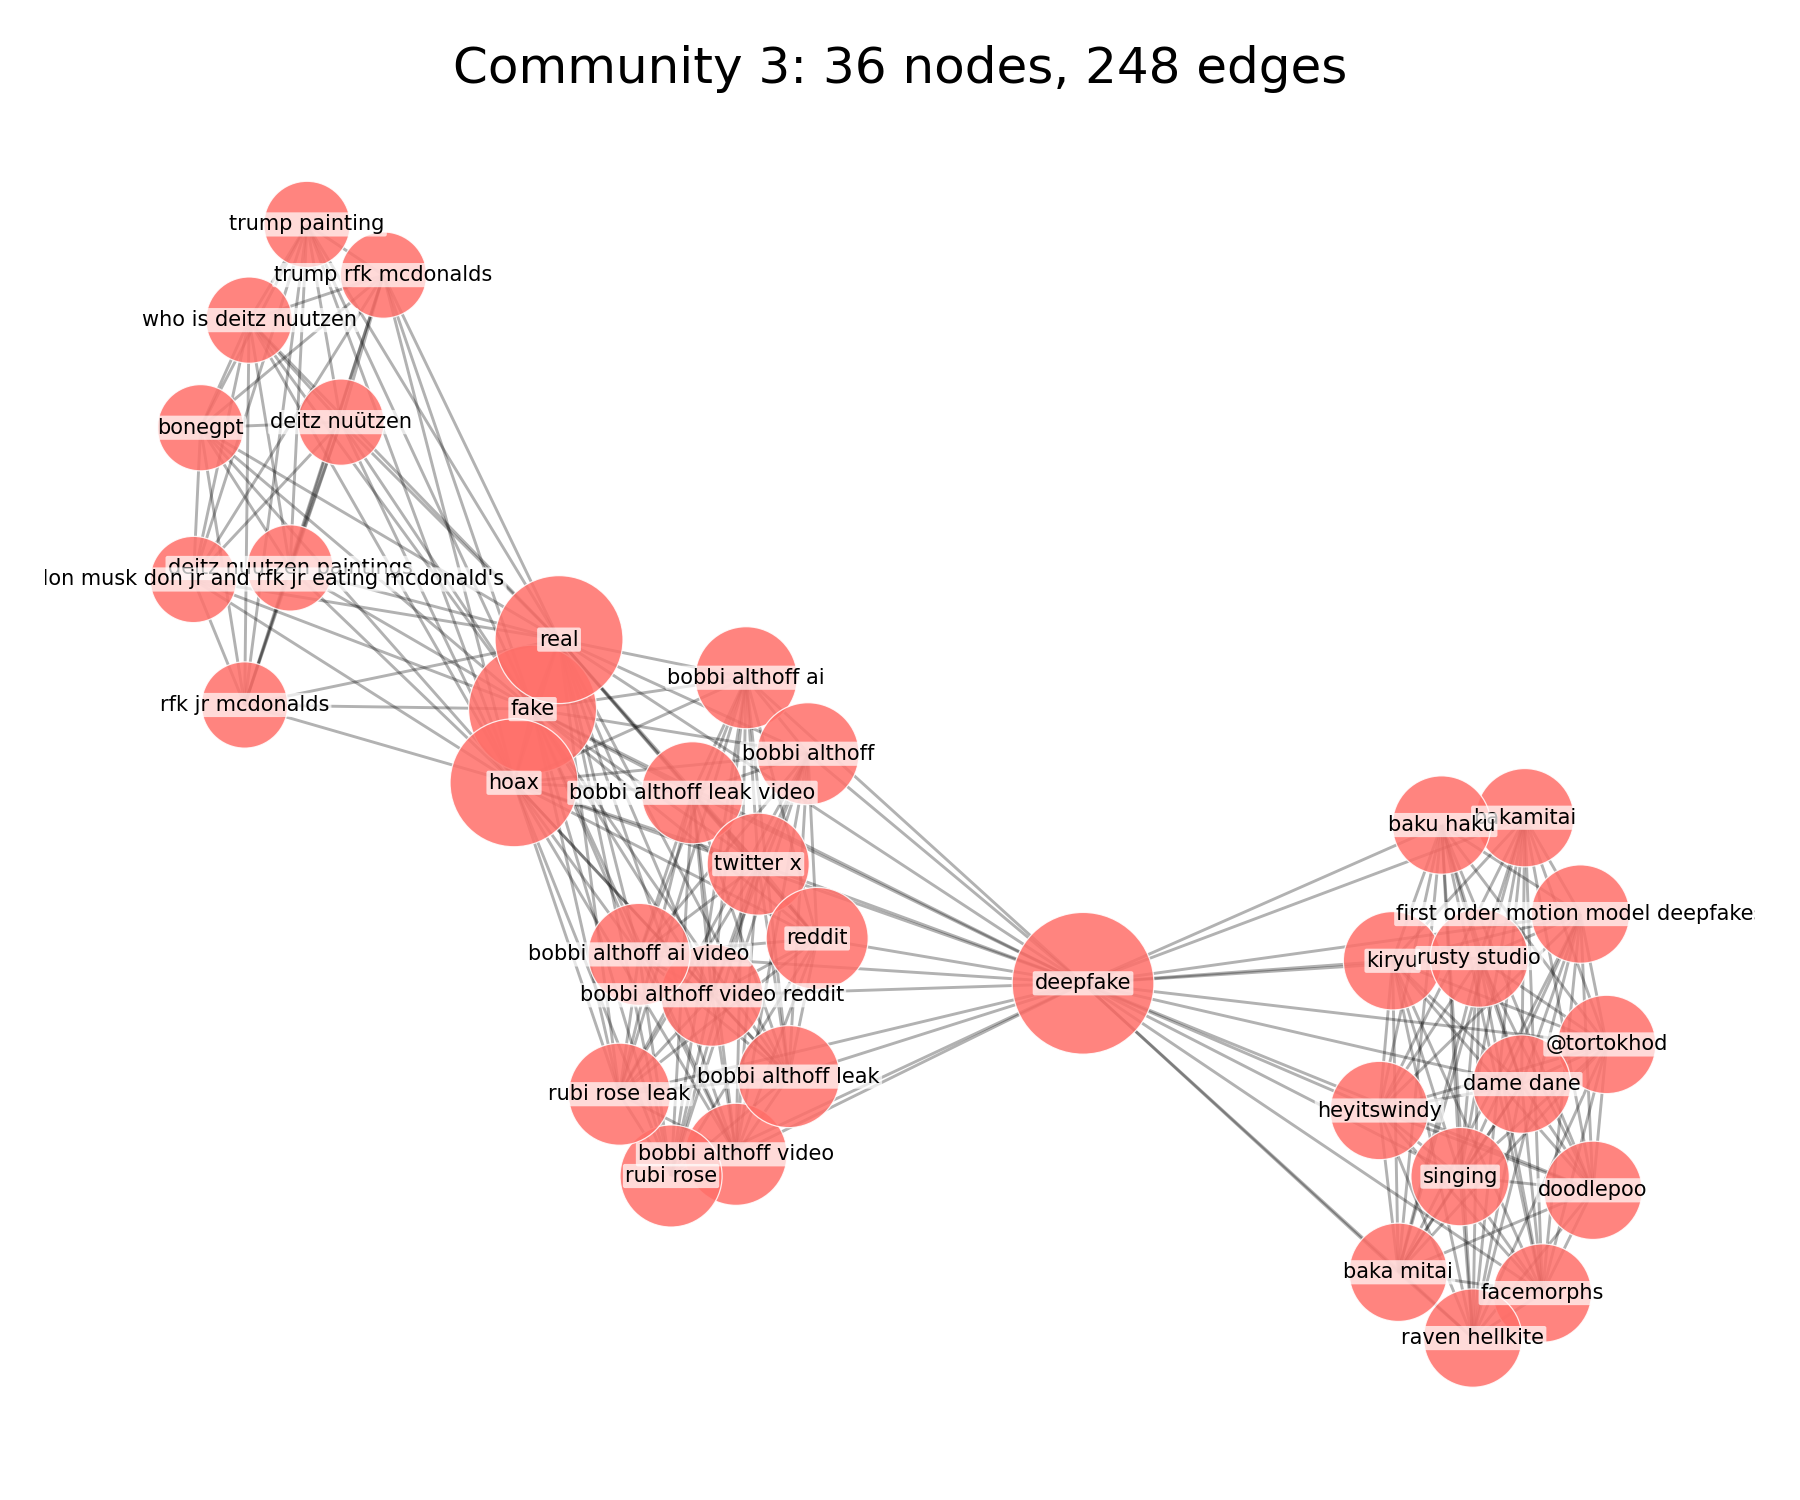 Community 3: 36 nodes, 248 edges
trump painting
trump rfk mcdonalds
who is deitz nuutzen
bonegpt
deitz nuützen
deitz nuutzen paintings
lon musk don jr and rfk jr eating mcdonald's
real
bobbi althoff ai
rfk jr mcdonalds
fake
bobbi althoff
hoax
bobbi althoff leak video
baku haku
bakamitai
twitter x
first order motion model deepfake
reddit
bobbi althoff ai video
kiryu
rusty studio
deepfake
bobbi althoff video reddit
@tortokhod
bobbi althoff leak
dame dane
rubi rose leak
heyitswindy
bobbi althoff video
rubi rose
singing
doodlepoo
baka mitai
facemorphs
raven hellkite